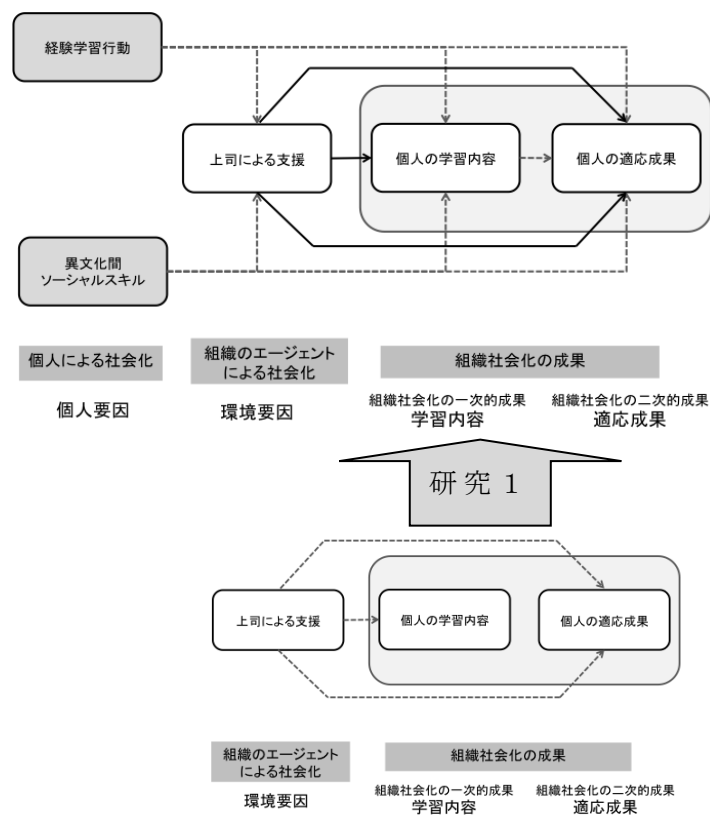 経験学習行動
上司による支援
個人の学習内容
個人の適応成果
異文化間
ソーシャルスキル
個人による社会化
組織のエージェント
による社会化
組織社会化の成果
個人要因
環境要因
組織社会化の一次的成果
学習内容
組織社会化の二次的成果
適応成果
研究１
上司による支援
個人の学習内容
個人の適応成果
組織のエージェント
による社会化
組織社会化の成果
環境要因
組織社会化の一次的成果
学習内容
組織社会化の二次的成果
適応成果